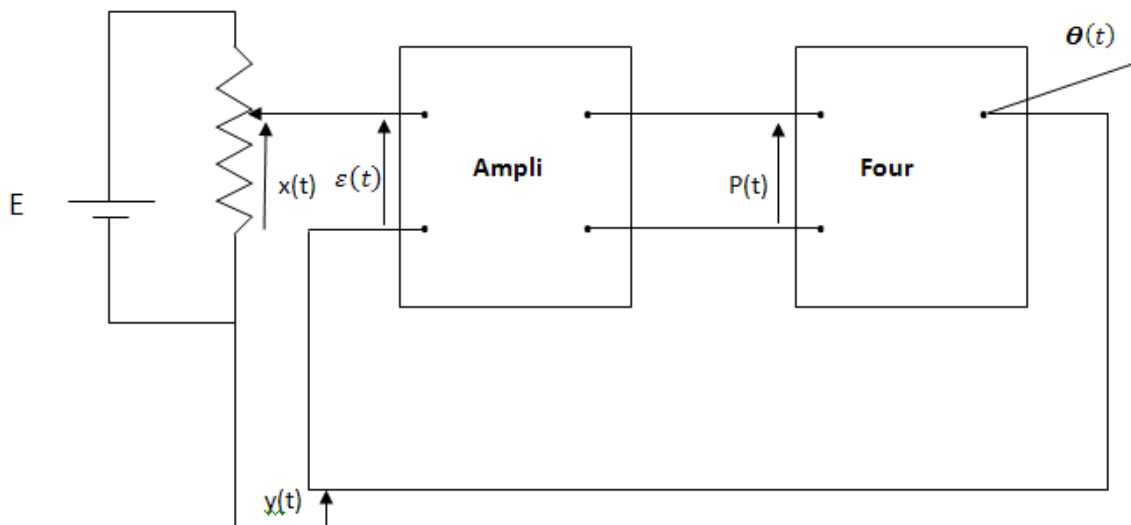 θ(t)
E
x(t)
ε(t)
Ampli
P(t)
Four
y(t)